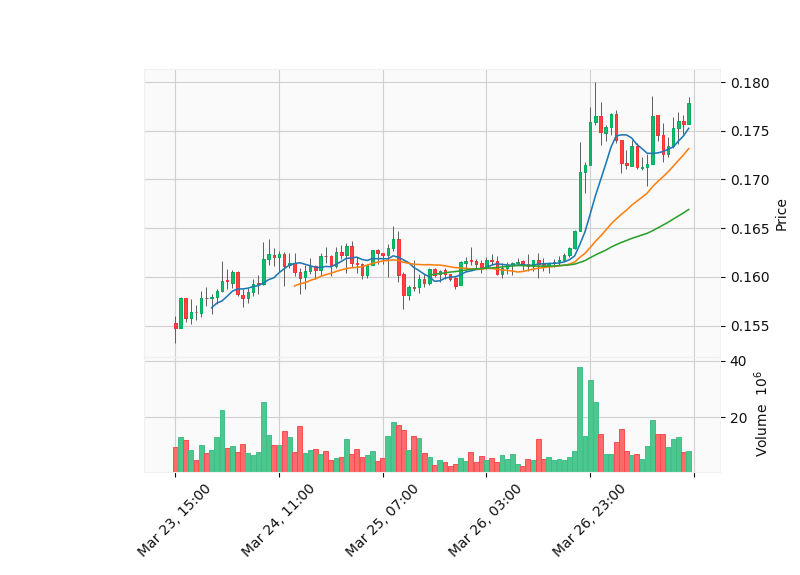 0.180
0.175
0.170
0.165
0.160
0.155
Price
40
20
Volume 10^6
Mar 23, 15:00
Mar 24, 11:00
Mar 25, 07:00
Mar 26, 03:00
Mar 26, 23:00